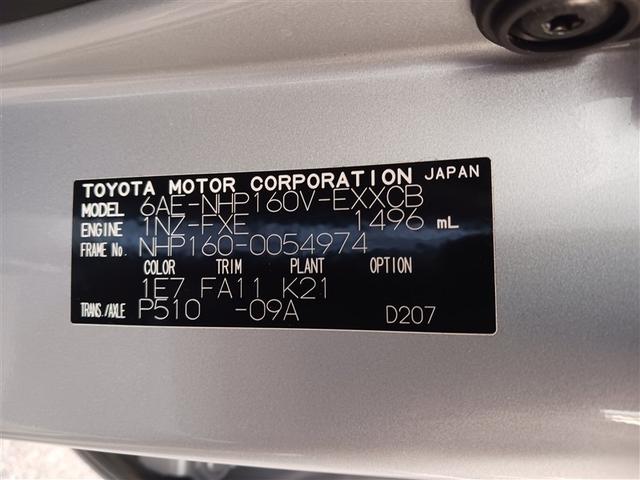 TOYOTA MOTOR CORPORATION JAPAN
MODEL 6AE-NHP160V-EXXCB
ENGINE 1NZ-FXE 1496 mL
FRAME No. NHP160-0054974
COLOR TRIM PLANT OPTION
1E7 FA11 K21
TRANS./AXLE P510 -09A D207